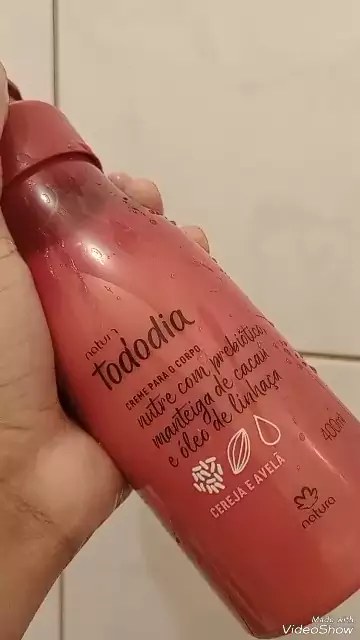 natura
tododia
CREME PARA O CORPO
nutre com prebiótico,
manteiga de cacau
e óleo de linhaça
CEREJA E AVELÃ
400ml
natura
Made with
VideoShow